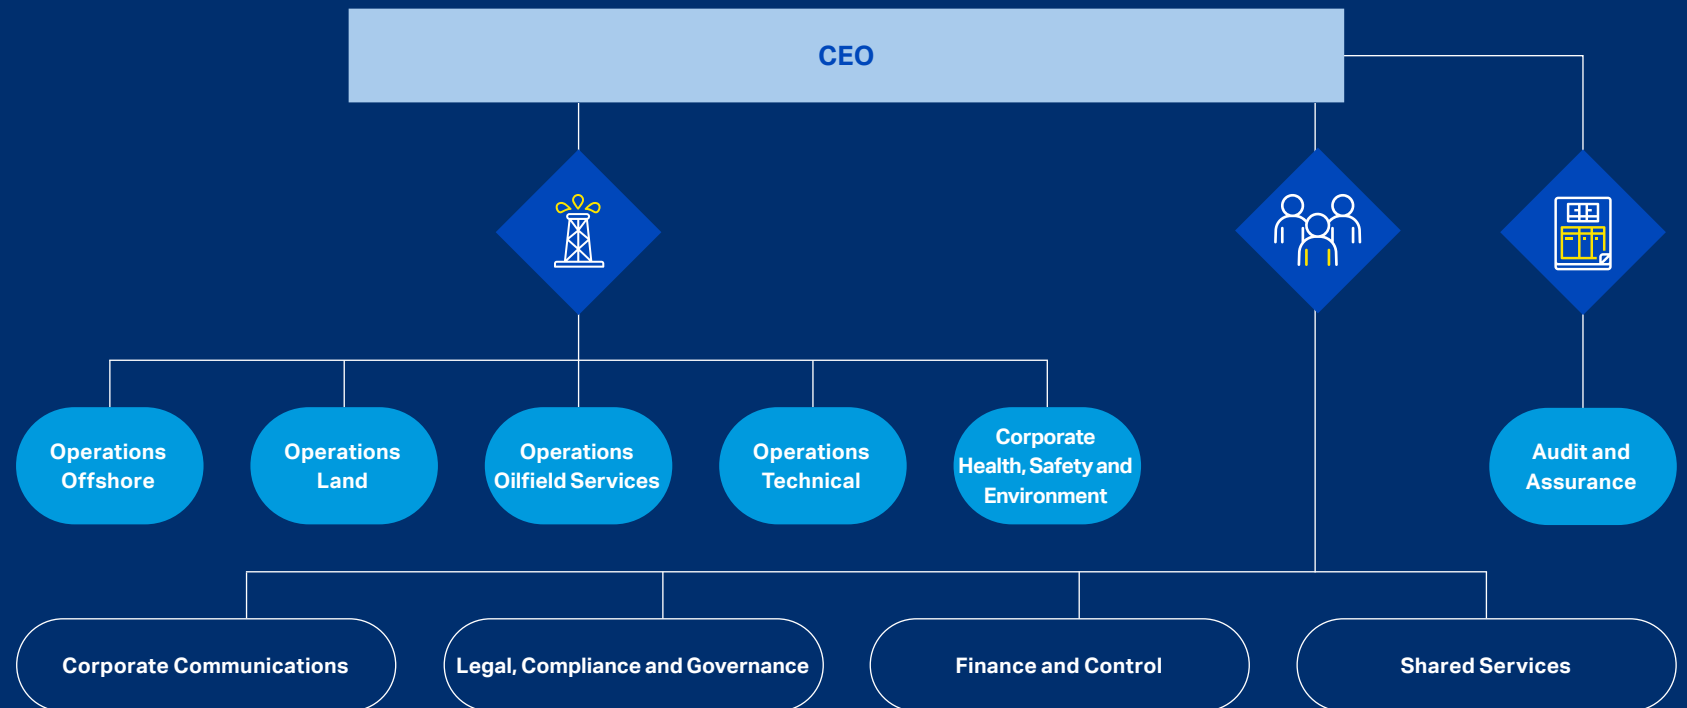 CEO
Operations
Offshore
Operations
Land
Operations
Oilfield Services
Operations
Technical
Corporate
Health, Safety and
Environment
Audit and
Assurance
Corporate Communications
Legal, Compliance and Governance
Finance and Control
Shared Services